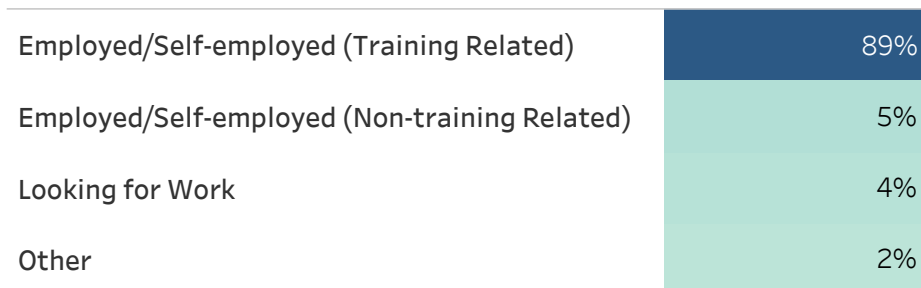 Employed/Self-employed (Training Related) 89%
Employed/Self-employed (Non-training Related) 5%
Looking for Work 4%
Other 2%